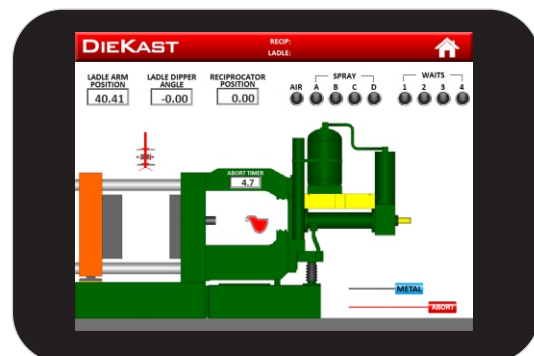 DIEKAST
RECIP:
LADLE:
LADLE ARM POSITION
40.41
LADLE DIPPER ANGLE
-0.00
RECIPROCATOR POSITION
0.00
AIR
SPRAY
A B C D
WAITS
1 2 3 4
ABORT TIMER
4.7
METAL
ABORT